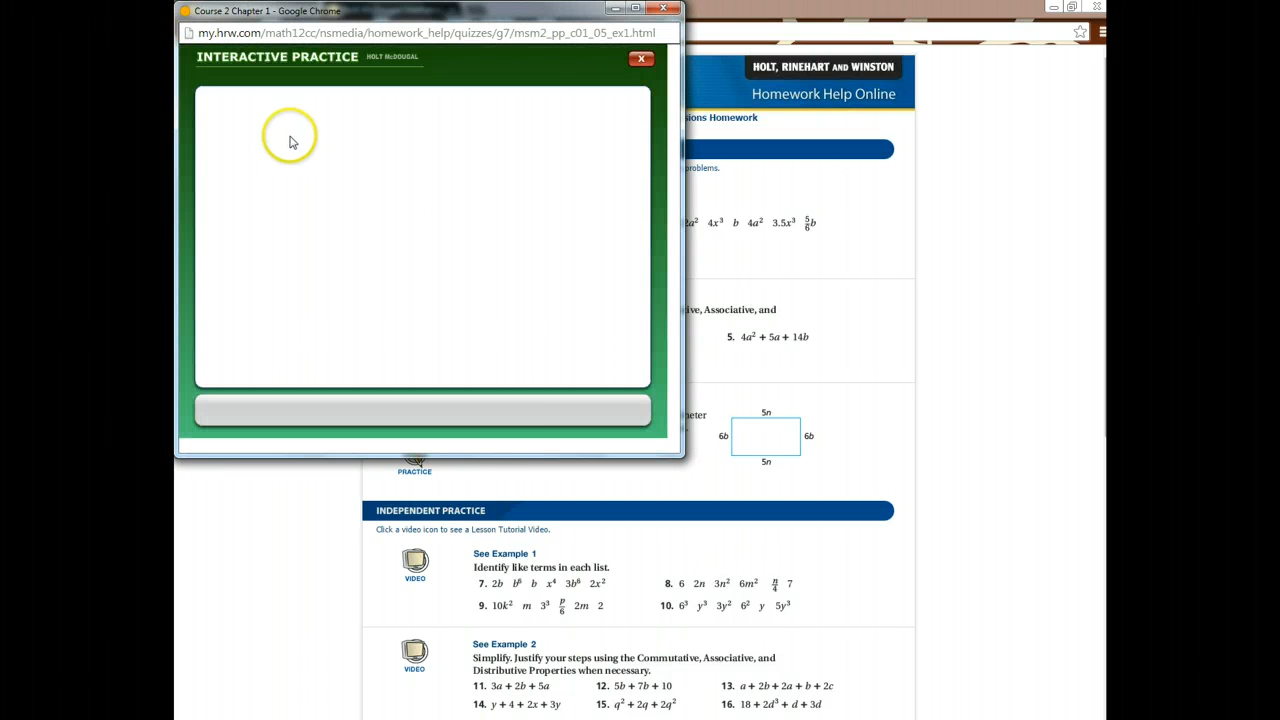 Course 2 Chapter 1 - Google Chrome
my.hrw.com/math12cc/nsmedia/homework_help/quizzes/g7/msm2_pp_c01_05_ex1.html
INTERACTIVE PRACTICE HOLT McDOUGAL
X
HOLT, RINEHART AND WINSTON
Homework Help Online
sions Homework
problems.
2a² 4x³ b 4a² 3.5x³ 5/6b
ive, Associative, and
5. 4a² + 5a + 14b
5n
meter
6b 6b
5n
PRACTICE
INDEPENDENT PRACTICE
Click a video icon to see a Lesson Tutorial Video.
VIDEO
See Example 1
Identify like terms in each list.
7. 2b b⁶ b x⁴ 3b⁶ 2x² 8. 6 2n 3n² 6m² n/4 7
9. 10k² m 3³ p/6 2m 2 10. 6³ y³ 3y² 6² y 5y³
VIDEO
See Example 2
Simplify. Justify your steps using the Commutative, Associative, and
Distributive Properties when necessary.
11. 3a + 2b + 5a 12. 5b + 7b + 10 13. a + 2b + 2a + b + 2c
14. y + 4 + 2x + 3y 15. q² + 2q + 2q² 16. 18 + 2d³ + d + 3d